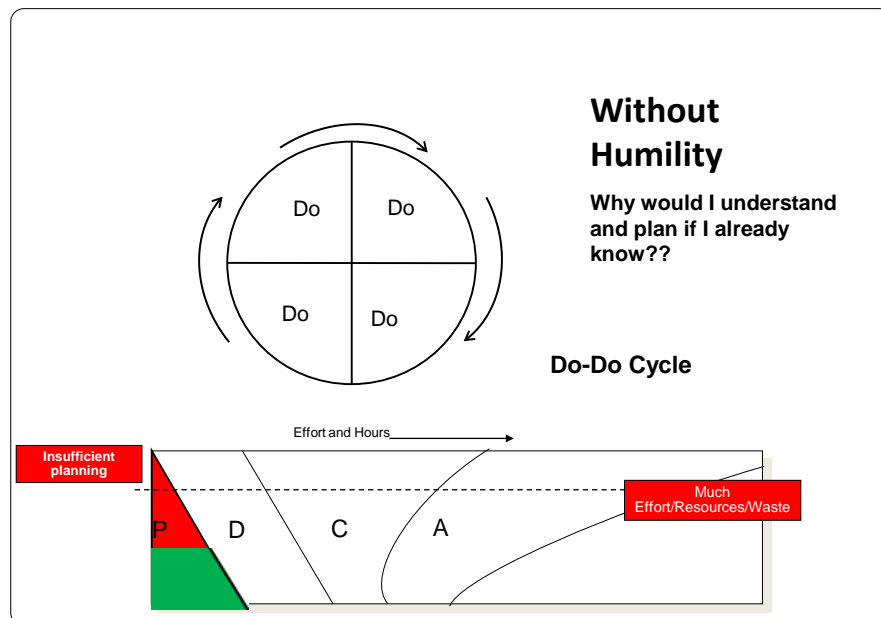 Without
Humility
Why would I understand
and plan if I already
know??
Do Do
Do Do
Do-Do Cycle
Effort and Hours
Insufficient
planning
Much
Effort/Resources/Waste
P D C A